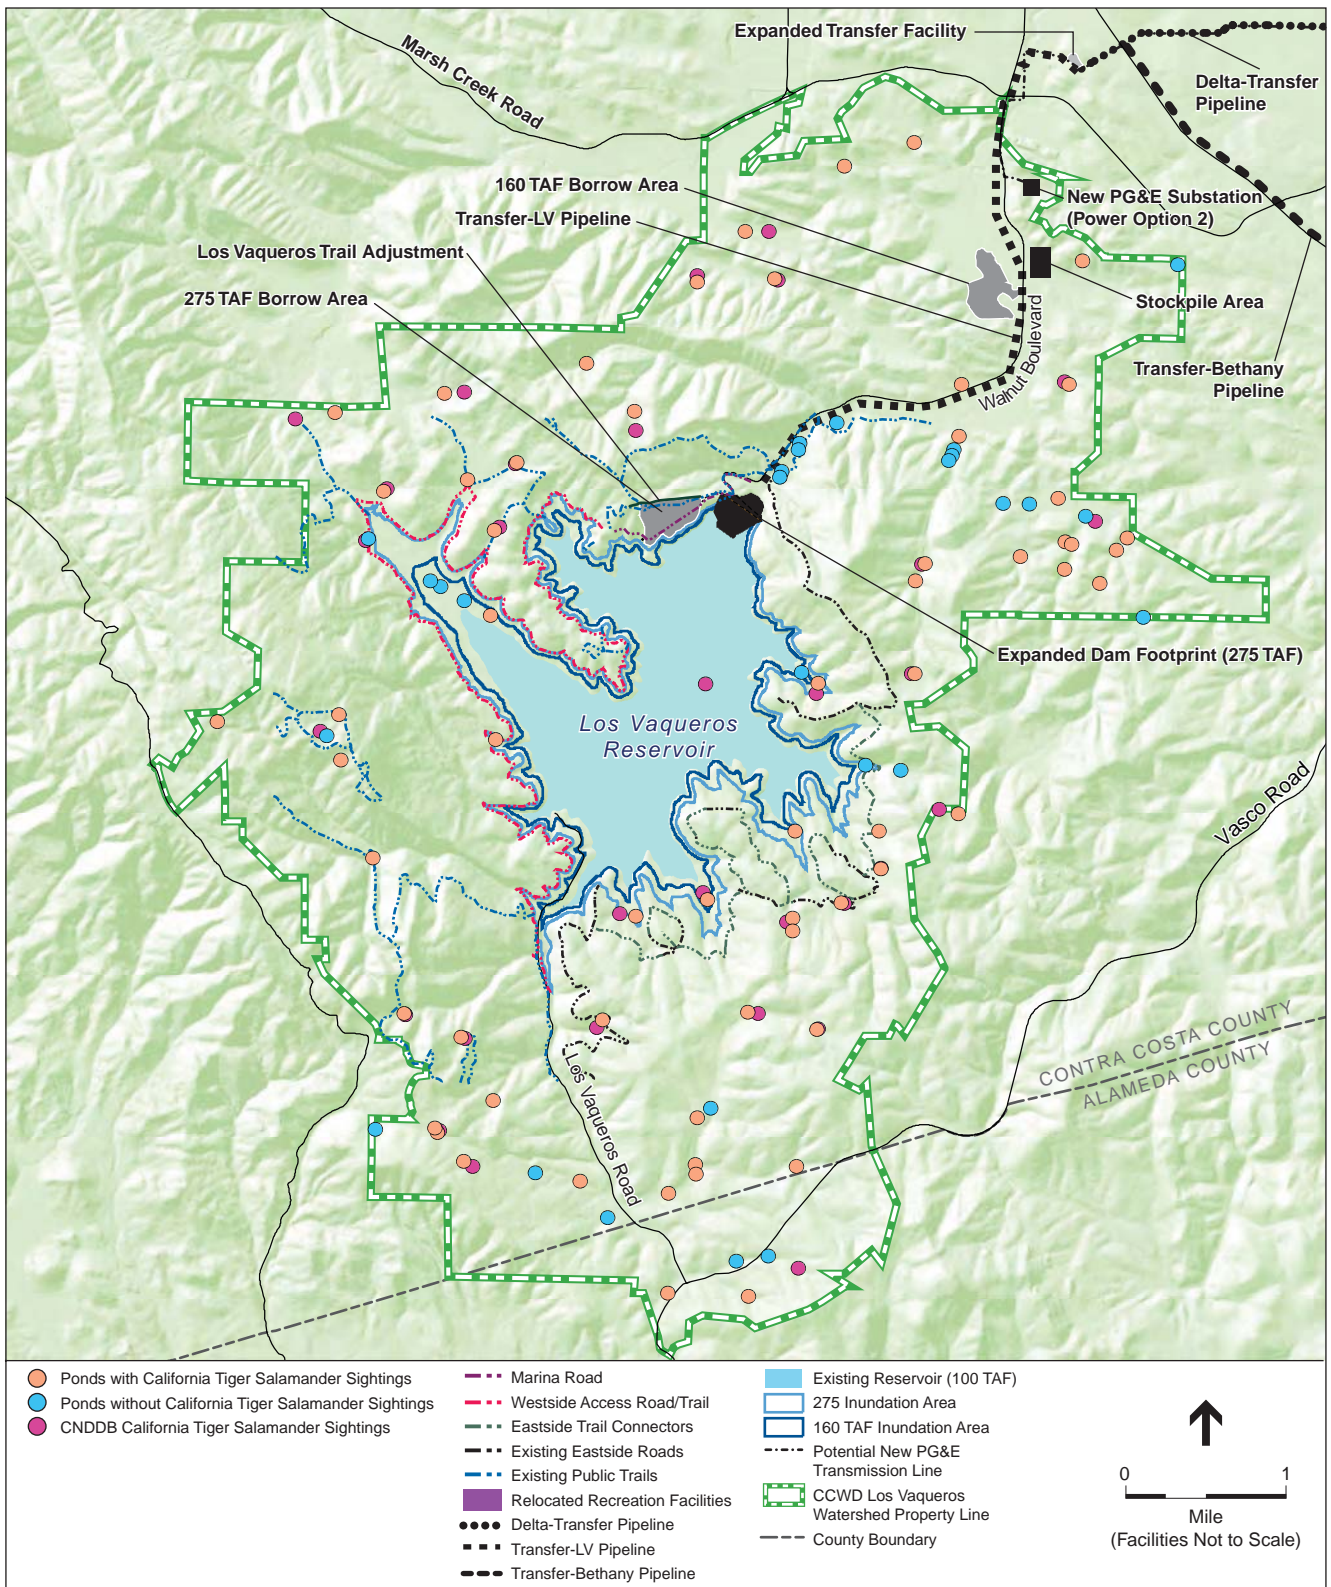 Expanded Transfer Facility
Marsh Creek Road
Delta-Transfer
Pipeline
160 TAF Borrow Area
New PG&E Substation
(Power Option 2)
Transfer-LV Pipeline
Los Vaqueros Trail Adjustment
275 TAF Borrow Area
Stockpile Area
Walnut Boulevard
Transfer-Bethany
Pipeline
Expanded Dam Footprint (275 TAF)
Los Vaqueros
Reservoir
Vasco Road
CONTRA COSTA COUNTY
ALAMEDA COUNTY
Los Vaqueros Road
Ponds with California Tiger Salamander Sightings
Ponds without California Tiger Salamander Sightings
CNDDB California Tiger Salamander Sightings
Marina Road
Westside Access Road/Trail
Eastside Trail Connectors
Existing Eastside Roads
Existing Public Trails
Relocated Recreation Facilities
Delta-Transfer Pipeline
Transfer-LV Pipeline
Transfer-Bethany Pipeline
Existing Reservoir (100 TAF)
275 Inundation Area
160 TAF Inundation Area
Potential New PG&E
Transmission Line
CCWD Los Vaqueros
Watershed Property Line
County Boundary
0 1
Mile
(Facilities Not to Scale)